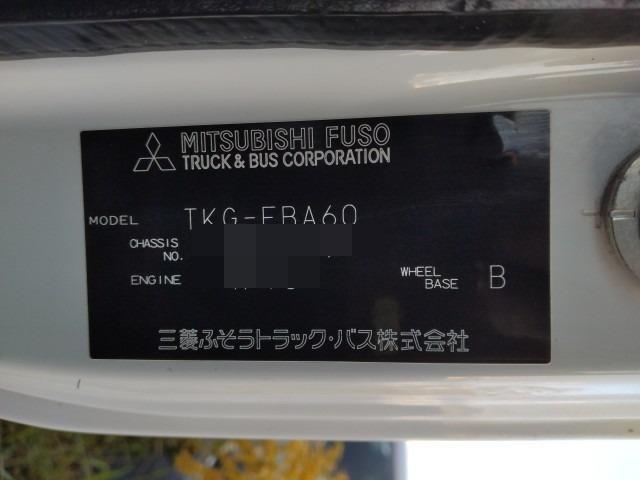 MITSUBISHI FUSO
TRUCK & BUS CORPORATION
MODEL TKG-FBA60
CHASSIS
NO.
ENGINE
WHEEL
BASE B
三菱ふそうトラック・バス株式会社